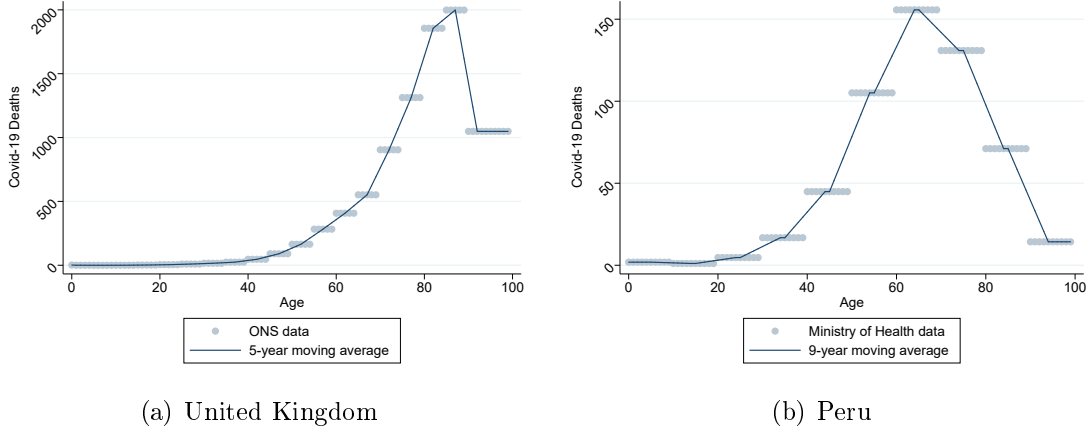 2000
1500
1000
500
0
Covid-19 Deaths
0 20 40 60 80 100
Age
ONS data
5-year moving average
(a) United Kingdom
150
100
50
0
Covid-19 Deaths
0 20 40 60 80 100
Age
Ministry of Health data
9-year moving average
(b) Peru